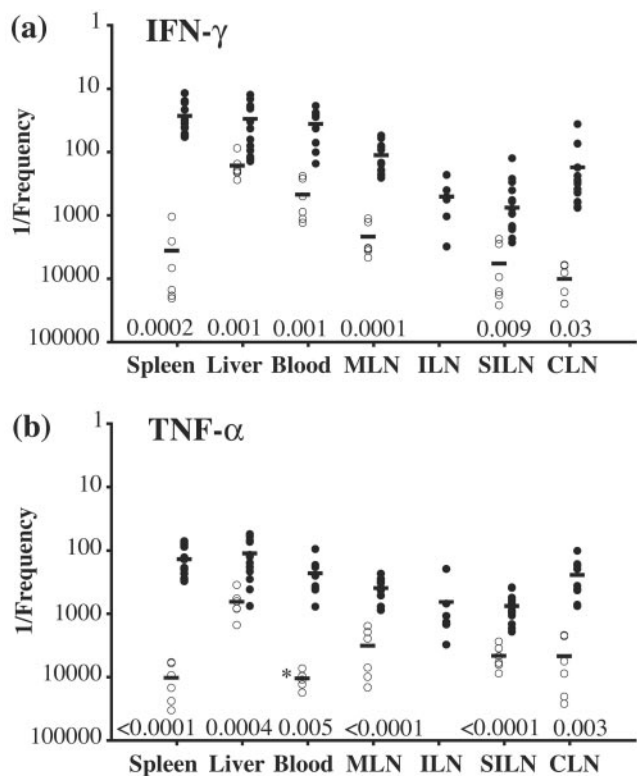 (a) IFN-γ
1
10
100
1000
10000
100000
1/Frequency
0.0002 0.001 0.001 0.0001 0.009 0.03
Spleen Liver Blood MLN ILN SILN CLN
(b) TNF-α
1
10
100
1000
10000
100000
1/Frequency
*
<0.0001 0.0004 0.005 <0.0001 <0.0001 0.003
Spleen Liver Blood MLN ILN SILN CLN